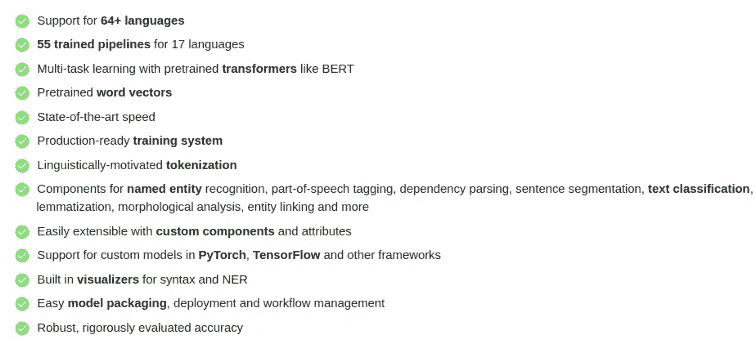 Support for 64+ languages
55 trained pipelines for 17 languages
Multi-task learning with pretrained transformers like BERT
Pretrained word vectors
State-of-the-art speed
Production-ready training system
Linguistically-motivated tokenization
Components for named entity recognition, part-of-speech tagging, dependency parsing, sentence segmentation, text classification,
lemmatization, morphological analysis, entity linking and more
Easily extensible with custom components and attributes
Support for custom models in PyTorch, TensorFlow and other frameworks
Built in visualizers for syntax and NER
Easy model packaging, deployment and workflow management
Robust, rigorously evaluated accuracy